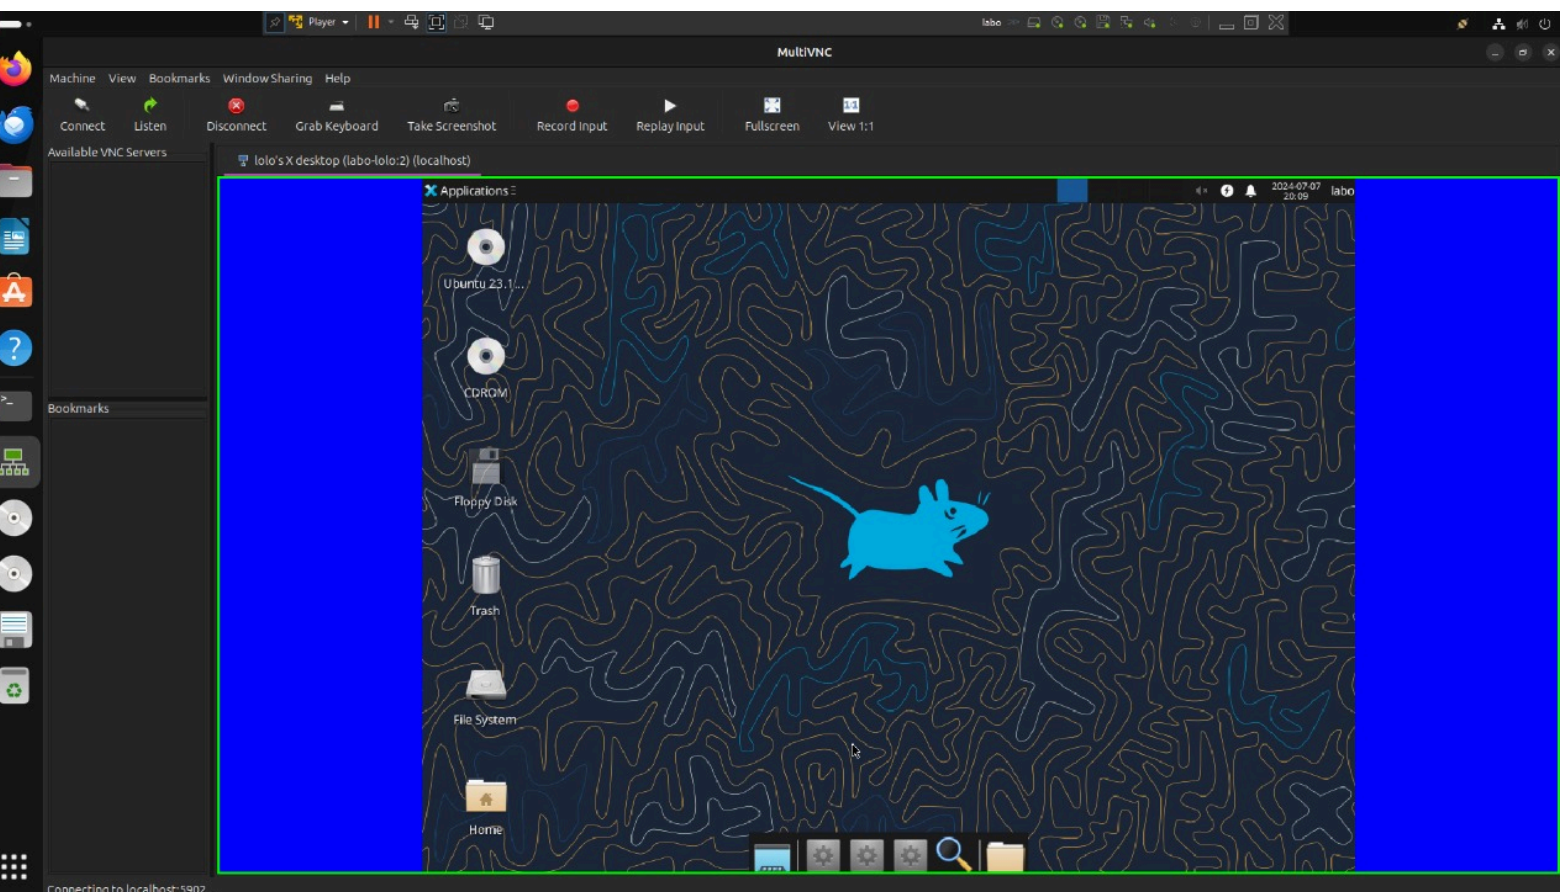 Player
labo
MultiVNC
Machine View Bookmarks Window Sharing Help
Connect Listen Disconnect Grab Keyboard Take Screenshot Record Input Replay Input Fullscreen View 1:1
1:1
Available VNC Servers
lolo's X desktop (labo-lolo:2) (localhost)
Applications
2024-07-07
20:09
labo
Ubuntu 23.1...
CDROM
Floppy Disk
Bookmarks
Trash
File System
Home
Connecting to localhost:5902